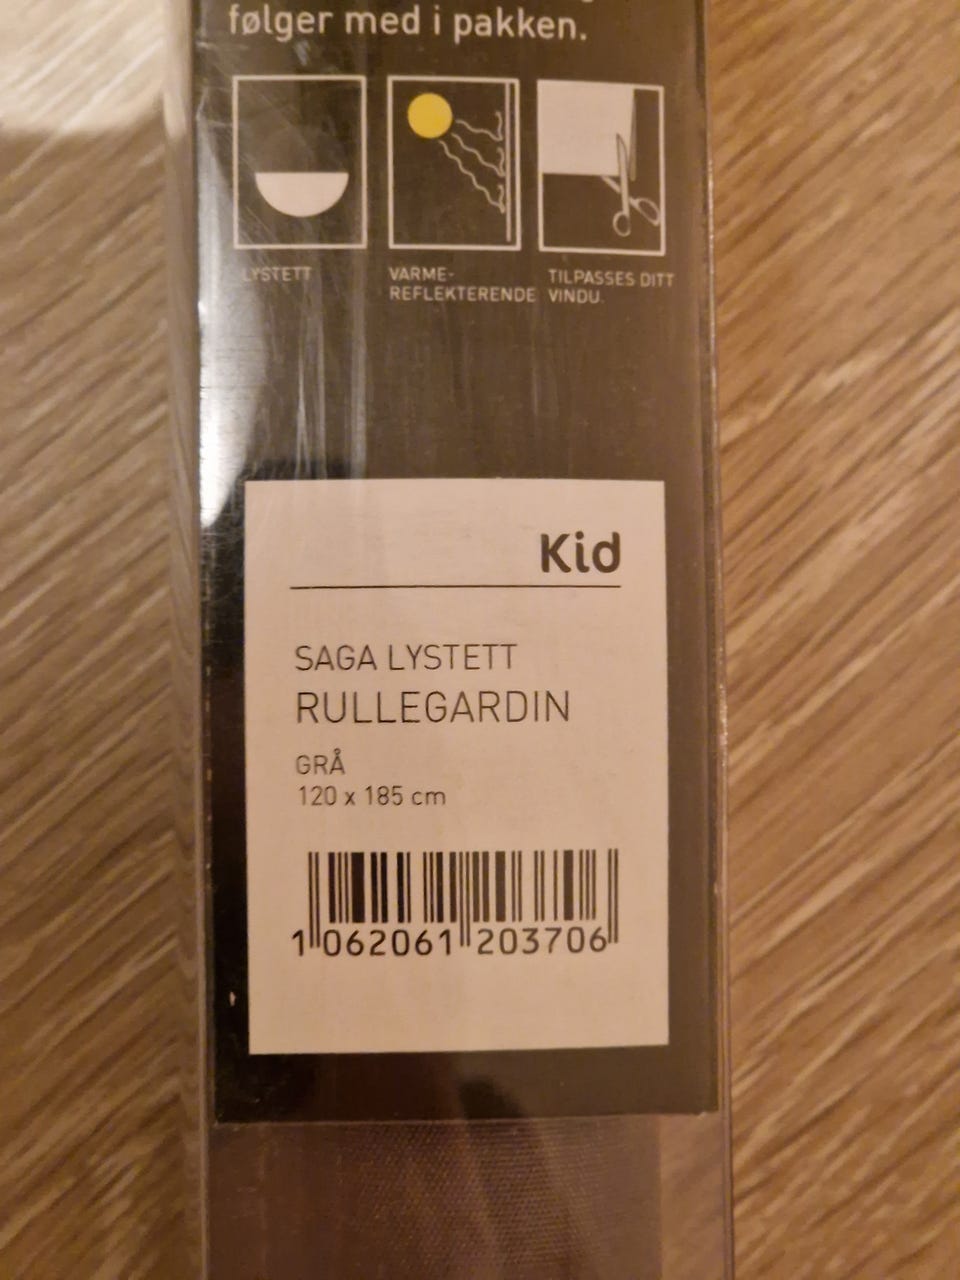 følger med i pakken.
LYSTETT
VARME-
REFLEKTERENDE
TILPASSES DITT
VINDU.
Kid
SAGA LYSTETT
RULLEGARDIN
GRÅ
120 x 185 cm
1 062061 203706